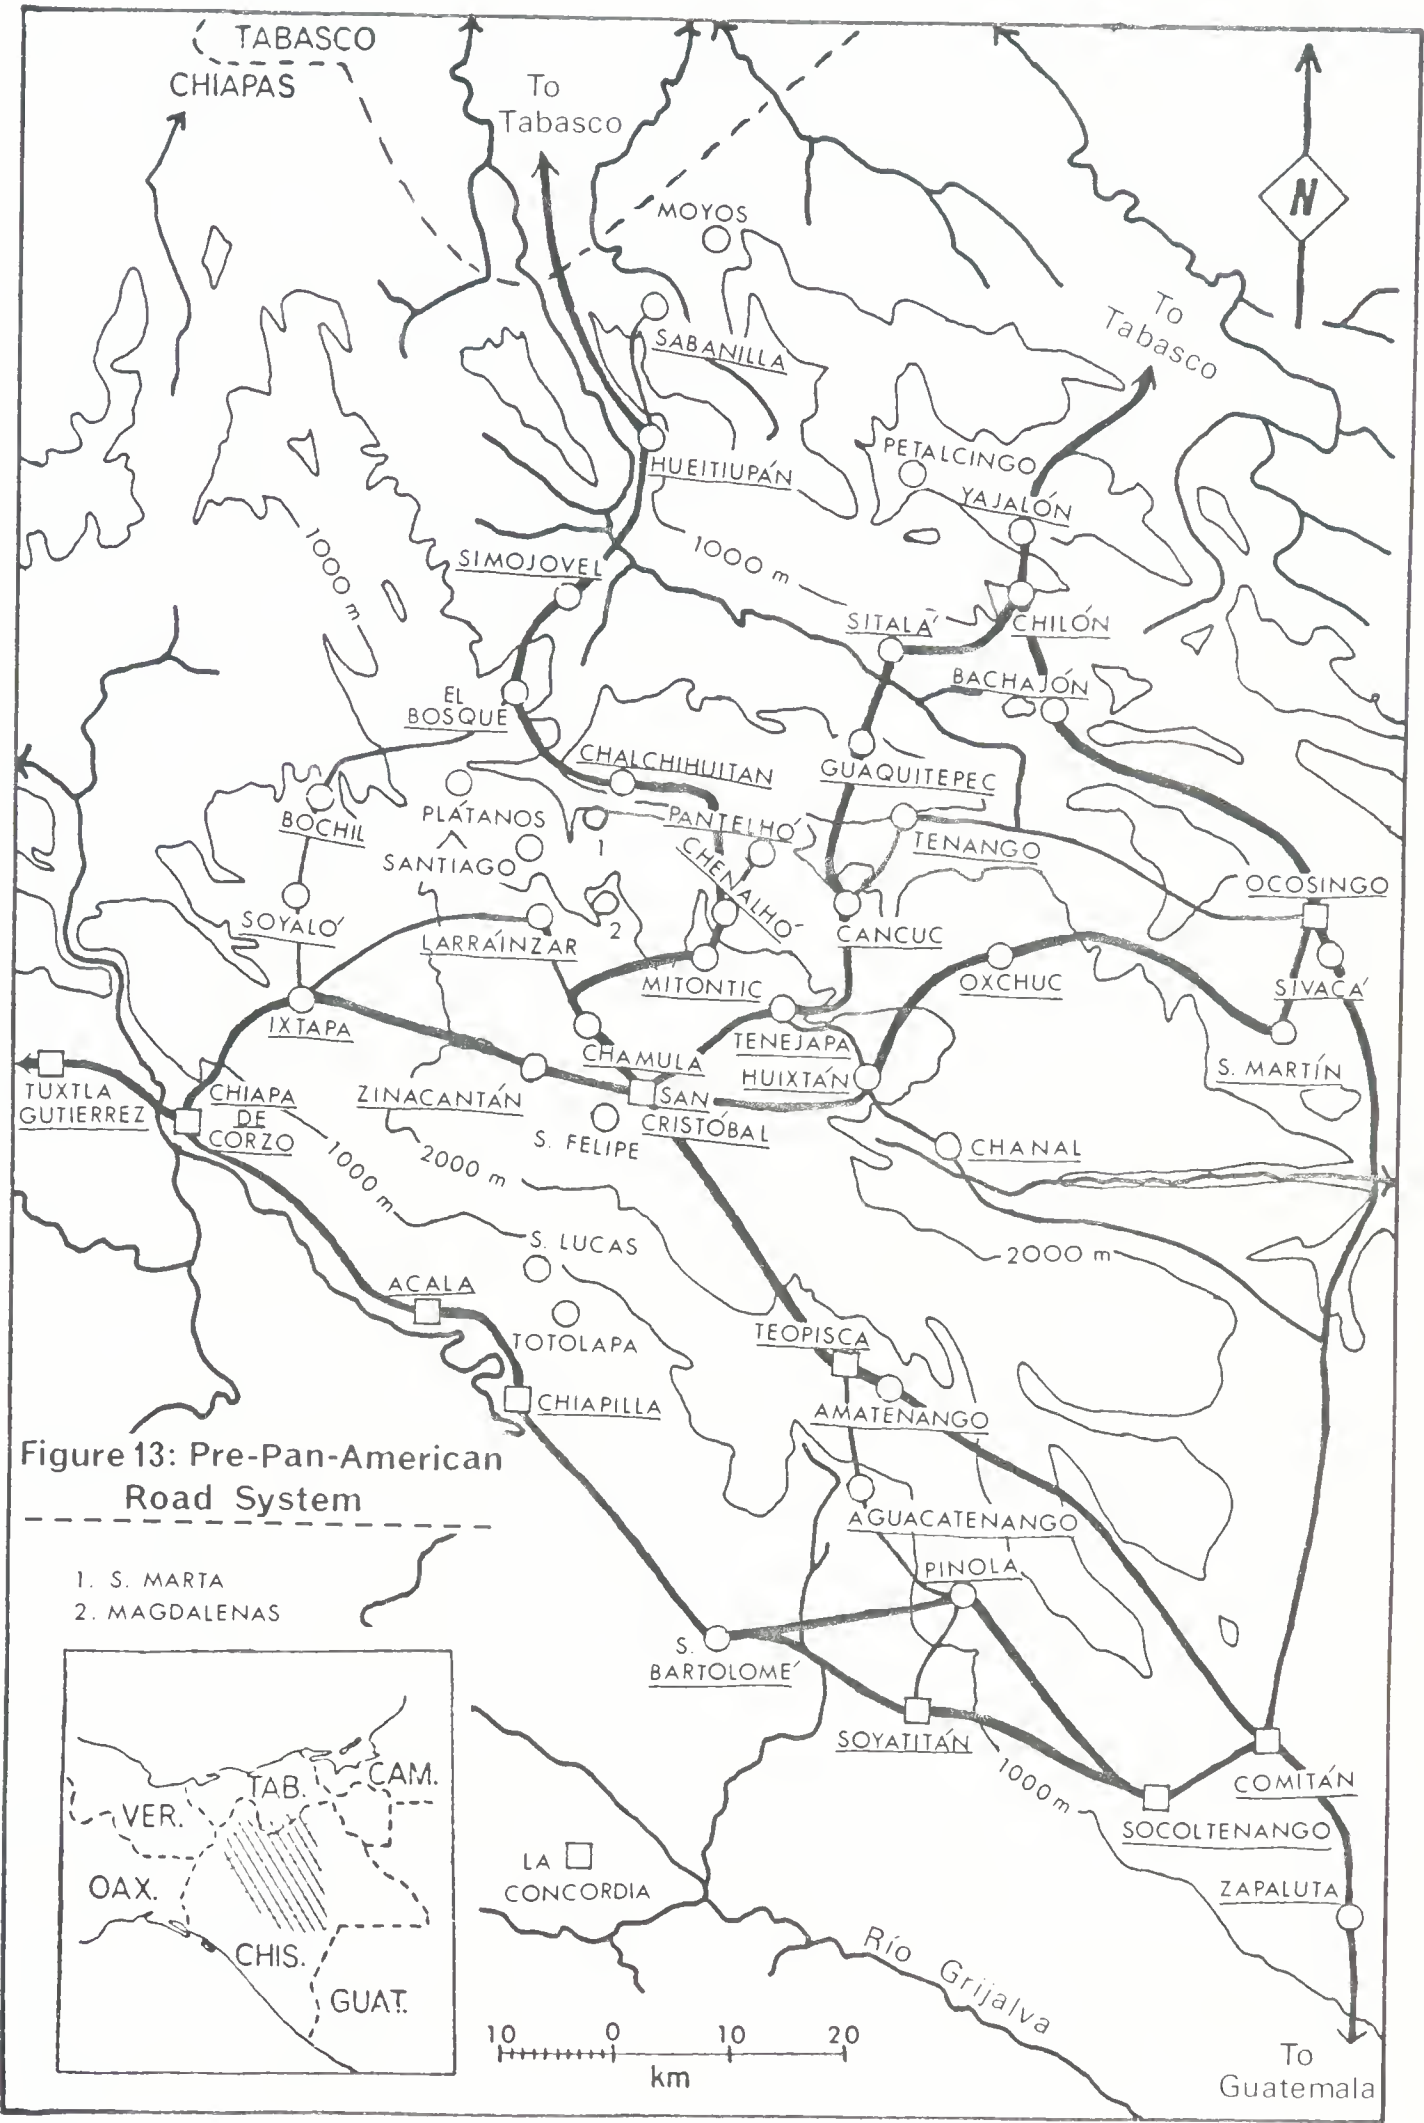 TABASCO
CHIAPAS
To
Tabasco
N
MOYOS
To
Tabasco
SABANILLA
PETALCINGO
HUEITIUPÁN
YAJALÓN
1000 m
1000 m
SIMOJOVEL
SITALÁ
CHILÓN
BACHAJÓN
EL
BOSQUE
CHALCHIHUITAN
GUAQUITEPEC
PLÁTANOS
BOCHIL
PANTELHÓ
TENANGO
1
SANTIAGO
CHENALHÓ
OCOSINGO
SOYALÓ
LARRAÍNZAR
2
CANCUC
MITONTIC
OXCHUC
SIVACÁ
IXTAPA
TENEJAPA
CHAMULA
HUIXTÁN
S. MARTÍN
TUXTLA
GUTIERREZ
CHIAPA
DE
CORZO
ZINACANTÁN
SAN
CRISTÓBAL
S. FELIPE
CHANAL
1000 m
2000 m
S. LUCAS
2000 m
ACALA
TOTOLAPA
TEOPISCA
CHIAPILLA
AMATENANGO
Figure 13: Pre-Pan-American
Road System
AGUACATENANGO
PINOLA
1. S. MARTA
2. MAGDALENAS
S.
BARTOLOMÉ
SOYATITÁN
1000 m
COMITÁN
SOCOLTENANGO
TAB.
CAM.
VER.
OAX.
CHIS.
GUAT.
LA
CONCORDIA
ZAPALUTA
Río Grijalva
10 0 10 20
km
To
Guatemala